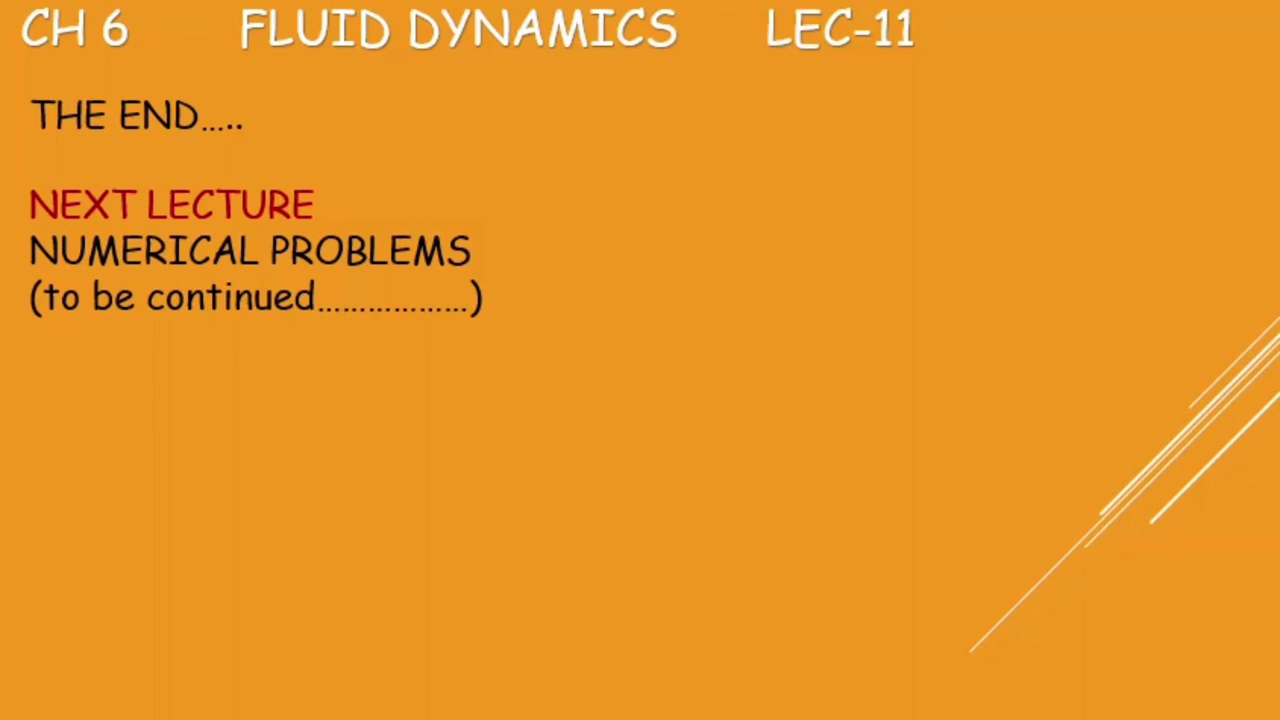 CH 6 FLUID DYNAMICS LEC-11
THE END…..
NEXT LECTURE
NUMERICAL PROBLEMS
(to be continued………………)